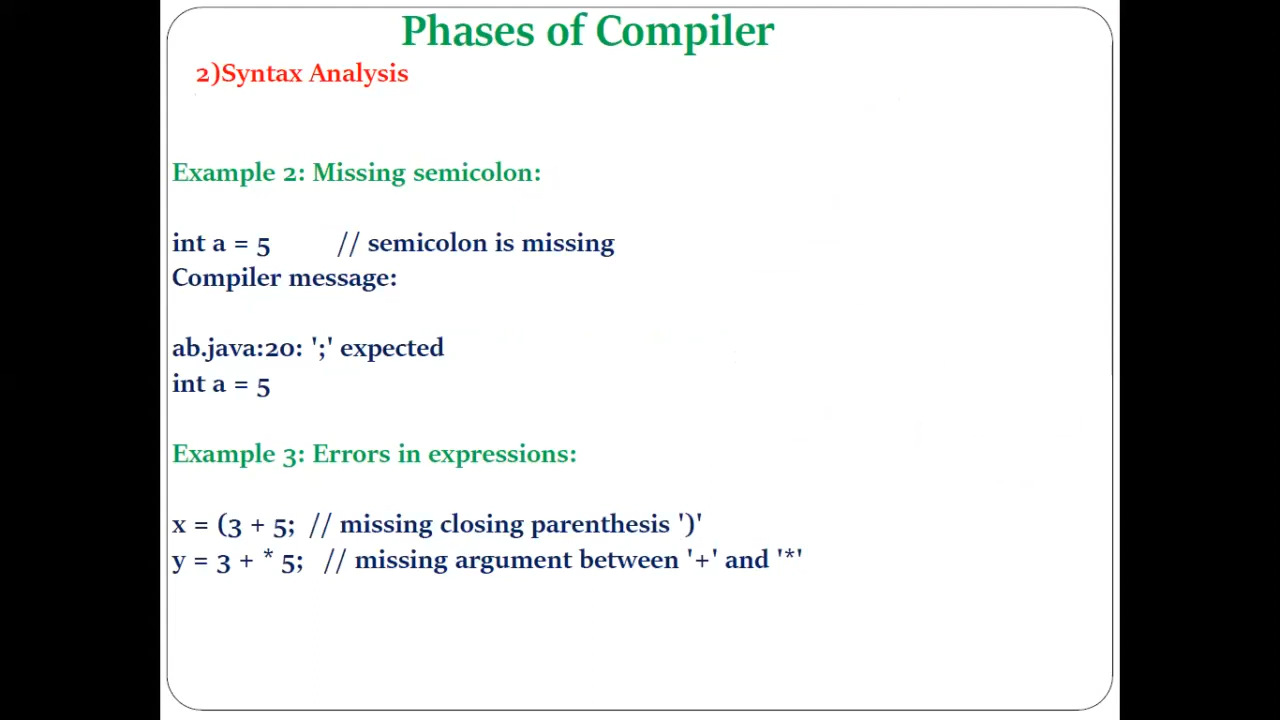 Phases of Compiler
2)Syntax Analysis
Example 2: Missing semicolon:
int a = 5 // semicolon is missing
Compiler message:
ab.java:20: ';' expected
int a = 5
Example 3: Errors in expressions:
x = (3 + 5; // missing closing parenthesis ')'
y = 3 + * 5; // missing argument between '+' and '*'